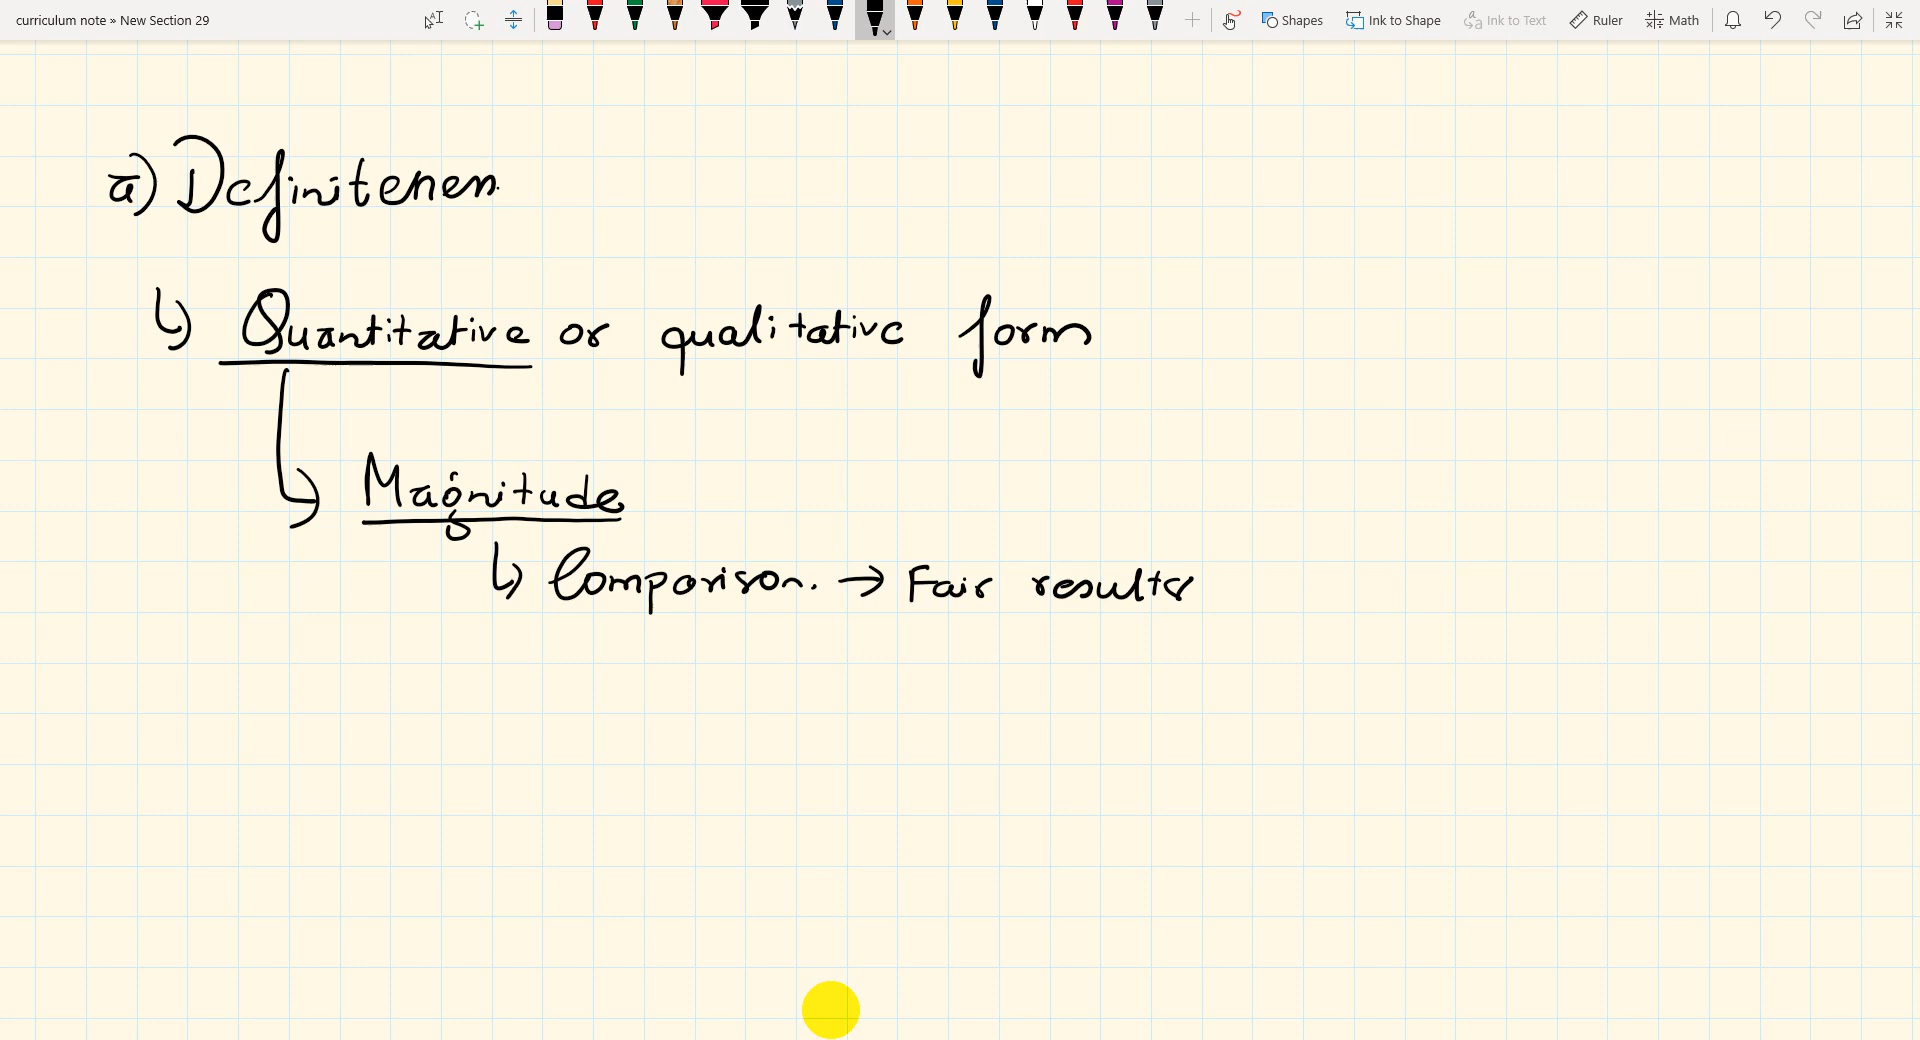 curriculum note » New Section 29
Shapes Ink to Shape Ink to Text Ruler Math
a) Definiteness
Quantitative or qualitative form
Magnitude
Comparison. → Fair results